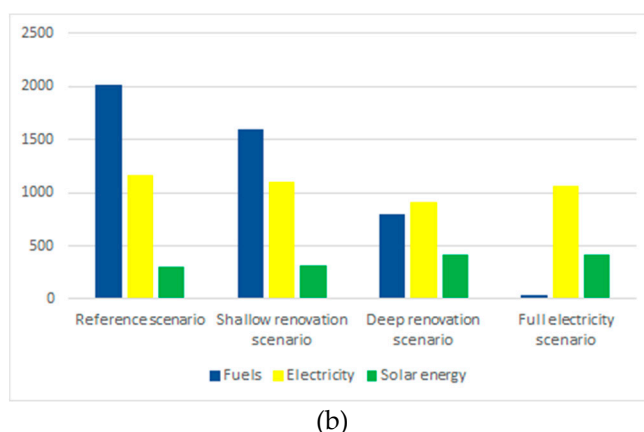 2500
2000
1500
1000
500
0
Reference scenario Shallow renovation Deep renovation Full electricity
scenario scenario scenario
Fuels Electricity Solar energy
(b)